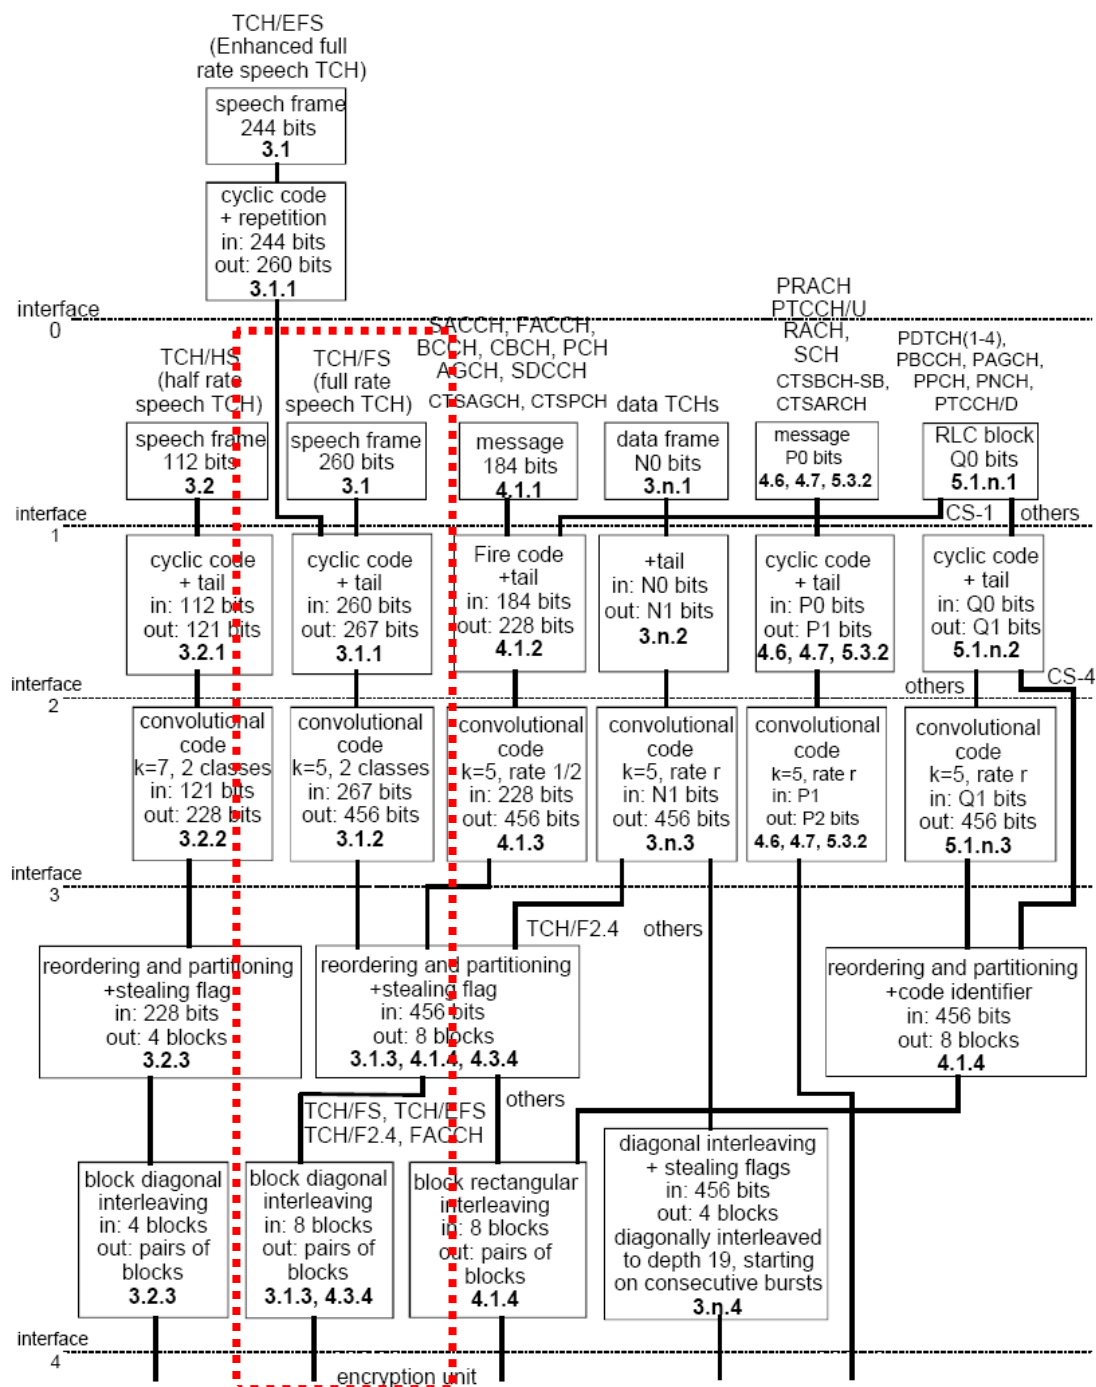 TCH/EFS
(Enhanced full
rate speech TCH)
speech frame
244 bits
3.1
cyclic code
+ repetition
in: 244 bits
out: 260 bits
3.1.1
interface
0
TCH/HS
(half rate
speech TCH)
TCH/FS
(full rate
speech TCH)
SACCH, FACCH,
BCCH, CBCH, PCH
AGCH, SDCCH
CTSAGCH, CTSPCH
data TCHs
PRACH
PTCCH/U
RACH,
SCH
CTSBCH-SB,
CTSARCH
PDTCH(1-4),
PBCCH, PAGCH,
PPCH, PNCH,
PTCCH/D
speech frame
112 bits
3.2
speech frame
260 bits
3.1
message
184 bits
4.1.1
data frame
N0 bits
3.n.1
message
P0 bits
4.6, 4.7, 5.3.2
RLC block
Q0 bits
5.1.n.1
interface
1
CS-1
others
cyclic code
+ tail
in: 112 bits
out: 121 bits
3.2.1
cyclic code
+ tail
in: 260 bits
out: 267 bits
3.1.1
Fire code
+tail
in: 184 bits
out: 228 bits
4.1.2
+tail
in: N0 bits
out: N1 bits
3.n.2
cyclic code
+ tail
in: P0 bits
out: P1 bits
4.6, 4.7, 5.3.2
cyclic code
+ tail
in: Q0 bits
out: Q1 bits
5.1.n.2
interface
2
others
CS-4
convolutional
code
k=7, 2 classes
in: 121 bits
out: 228 bits
3.2.2
convolutional
code
k=5, 2 classes
in: 267 bits
out: 456 bits
3.1.2
convolutional
code
k=5, rate 1/2
in: 228 bits
out: 456 bits
4.1.3
convolutional
code
k=5, rate r
in: N1 bits
out: 456 bits
3.n.3
convolutional
code
k=5, rate r
in: P1
out: P2 bits
4.6, 4.7, 5.3.2
convolutional
code
k=5, rate r
in: Q1 bits
out: 456 bits
5.1.n.3
interface
3
TCH/F2.4
others
reordering and partitioning
+stealing flag
in: 228 bits
out: 4 blocks
3.2.3
reordering and partitioning
+stealing flag
in: 456 bits
out: 8 blocks
3.1.3, 4.1.4, 4.3.4
reordering and partitioning
+code identifier
in: 456 bits
out: 8 blocks
4.1.4
TCH/FS, TCH/EFS
TCH/F2.4, FACCH
others
block diagonal
interleaving
in: 4 blocks
out: pairs of
blocks
3.2.3
block diagonal
interleaving
in: 8 blocks
out: pairs of
blocks
3.1.3, 4.3.4
block rectangular
interleaving
in: 8 blocks
out: pairs of
blocks
4.1.4
diagonal interleaving
+ stealing flags
in: 456 bits
out: 4 blocks
diagonally interleaved
to depth 19, starting
on consecutive bursts
3.n.4
interface
4
encryption unit